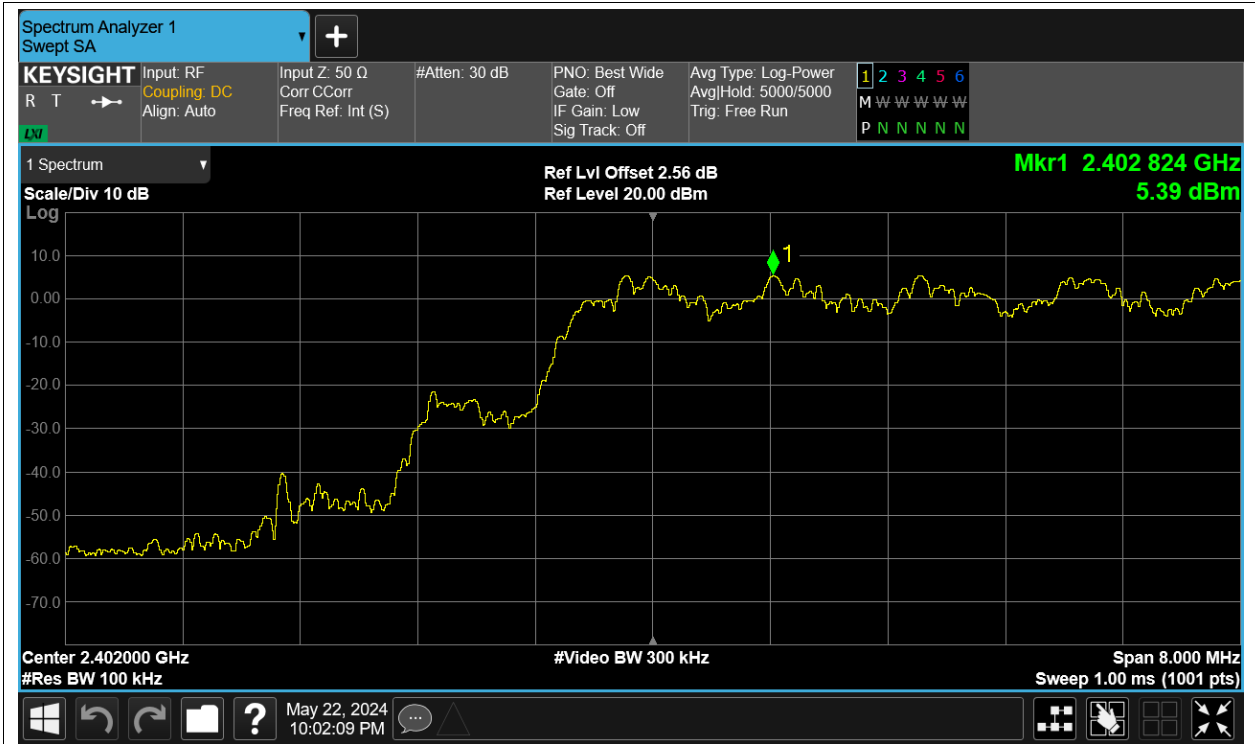 Spectrum Analyzer 1
Swept SA
KEYSIGHT
R T
LXI
Input: RF
Coupling: DC
Align: Auto
Input Z: 50 Ω
Corr CCorr
Freq Ref: Int (S)
#Atten: 30 dB
PNO: Best Wide
Gate: Off
IF Gain: Low
Sig Track: Off
Avg Type: Log-Power
Avg|Hold: 5000/5000
Trig: Free Run
1 2 3 4 5 6
M W W W W W
P N N N N N
1 Spectrum
Scale/Div 10 dB
Log
Ref Lvl Offset 2.56 dB
Ref Level 20.00 dBm
Mkr1 2.402 824 GHz
5.39 dBm
1
10.0
0.00
-10.0
-20.0
-30.0
-40.0
-50.0
-60.0
-70.0
Center 2.402000 GHz
#Res BW 100 kHz
#Video BW 300 kHz
Span 8.000 MHz
Sweep 1.00 ms (1001 pts)
?
May 22, 2024
10:02:09 PM